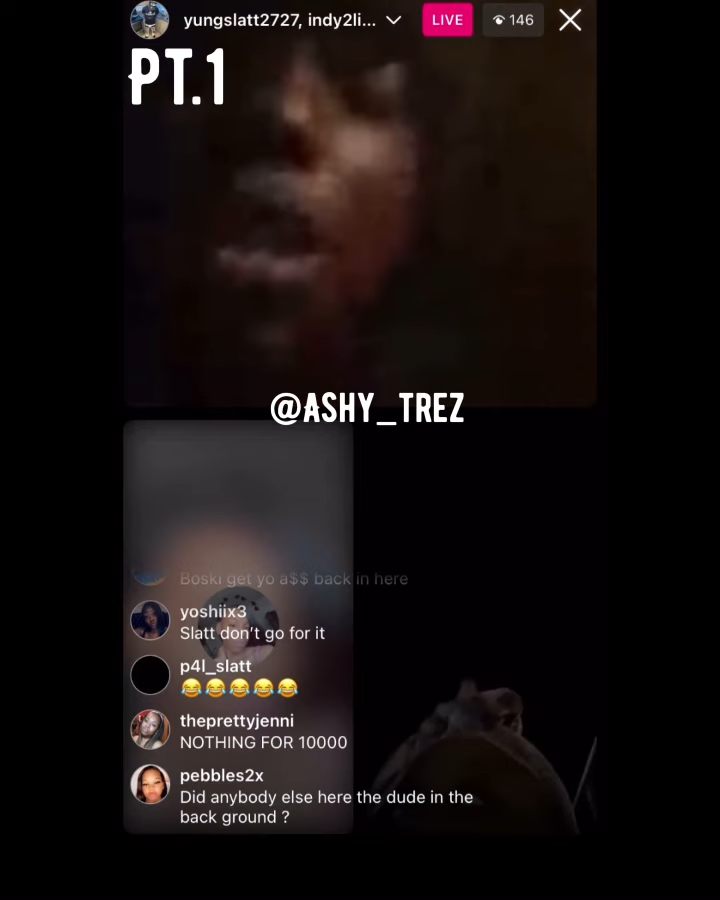 yungslatt2727, indy2li...
LIVE
146
PT.1
@ASHY_TREZ
Boski get yo a$$ back in here
yoshiix3
Slatt don't go for it
p4l_slatt
😂😂😂😂😂
theprettyjenni
NOTHING FOR 10000
pebbles2x
Did anybody else here the dude in the
back ground ?